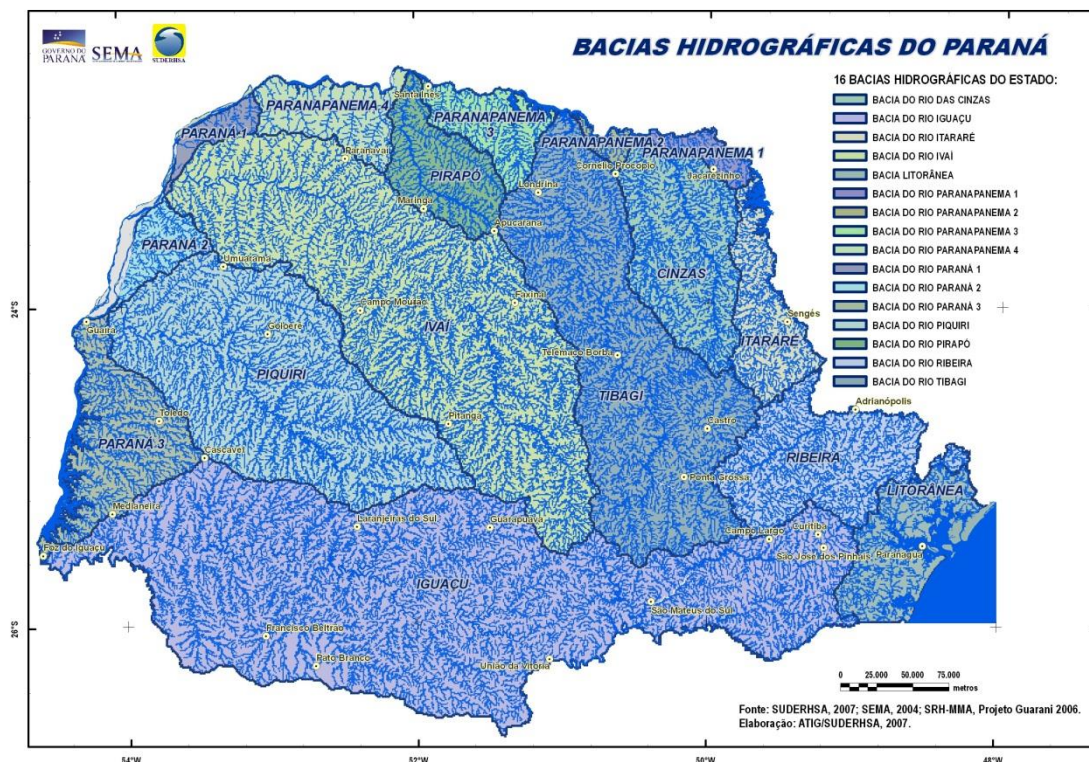 GOVERNO DO
PARANÁ
SEMA
SUDERHSA
BACIAS HIDROGRÁFICAS DO PARANÁ
16 BACIAS HIDROGRÁFICAS DO ESTADO:
BACIA DO RIO DAS CINZAS
BACIA DO RIO IGUAÇU
BACIA DO RIO ITARARÉ
BACIA DO RIO IVAÍ
BACIA LITORÂNEA
BACIA DO RIO PARANAPANEMA 1
BACIA DO RIO PARANAPANEMA 2
BACIA DO RIO PARANAPANEMA 3
BACIA DO RIO PARANAPANEMA 4
BACIA DO RIO PARANÁ 1
BACIA DO RIO PARANÁ 2
BACIA DO RIO PARANÁ 3
BACIA DO RIO PIQUIRI
BACIA DO RIO PIRAPÓ
BACIA DO RIO RIBEIRA
BACIA DO RIO TIBAGI
Santa Inês
PARANAPANEMA 4
PARANAPANEMA
3
PARANÁ 1
PARANAPANEMA 2
PARANAPANEMA 1
Paranavaí
Cornelio Procopio
Jacarezinho
PIRAPÓ
Londrina
Maringa
Apucarana
PARANÁ 2
Umuarama
CINZAS
Campo Mourão
Faxinal
24°S
Guaira
Goioere
IVAÍ
Sengés
ITARARÉ
Telemaco Borba
PIQUIRI
TIBAGI
Adrianópolis
Toledo
Pitanga
Castro
PARANÁ 3
Cascavel
RIBEIRA
Ponta Grossa
LITORÂNEA
Medianeira
Laranjeiras do Sul
Guarapuava
Campo Largo
Curitiba
Foz do Iguaçu
São José dos Pinhais
Paranagua
IGUAÇU
São Mateus do Sul
26°S
Francisco Beltrão
Pato Branco
União da Vitoria
0 25.000 50.000 75.000
metros
Fonte: SUDERHSA, 2007; SEMA, 2004; SRH-MMA, Projeto Guarani 2006.
Elaboração: ATIG/SUDERHSA, 2007.
54°W
52°W
50°W
48°W